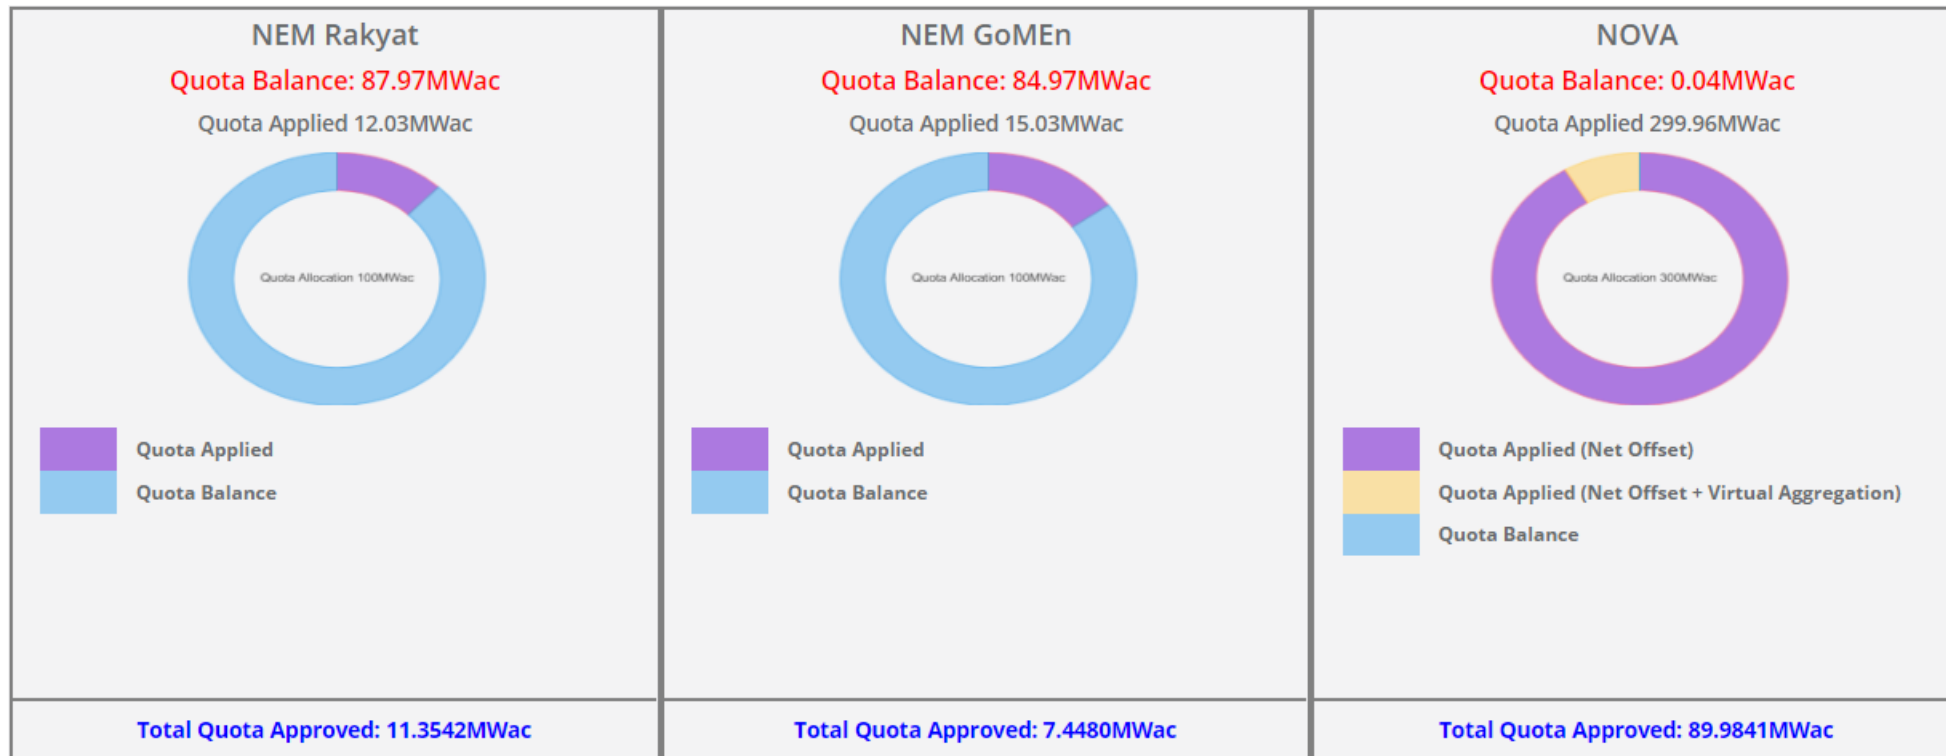 NEM Rakyat
Quota Balance: 87.97MWac
Quota Applied 12.03MWac
Quota Allocation 100MWac
Quota Applied
Quota Balance
Total Quota Approved: 11.3542MWac
NEM GoMEn
Quota Balance: 84.97MWac
Quota Applied 15.03MWac
Quota Allocation 100MWac
Quota Applied
Quota Balance
Total Quota Approved: 7.4480MWac
NOVA
Quota Balance: 0.04MWac
Quota Applied 299.96MWac
Quota Allocation 300MWac
Quota Applied (Net Offset)
Quota Applied (Net Offset + Virtual Aggregation)
Quota Balance
Total Quota Approved: 89.9841MWac